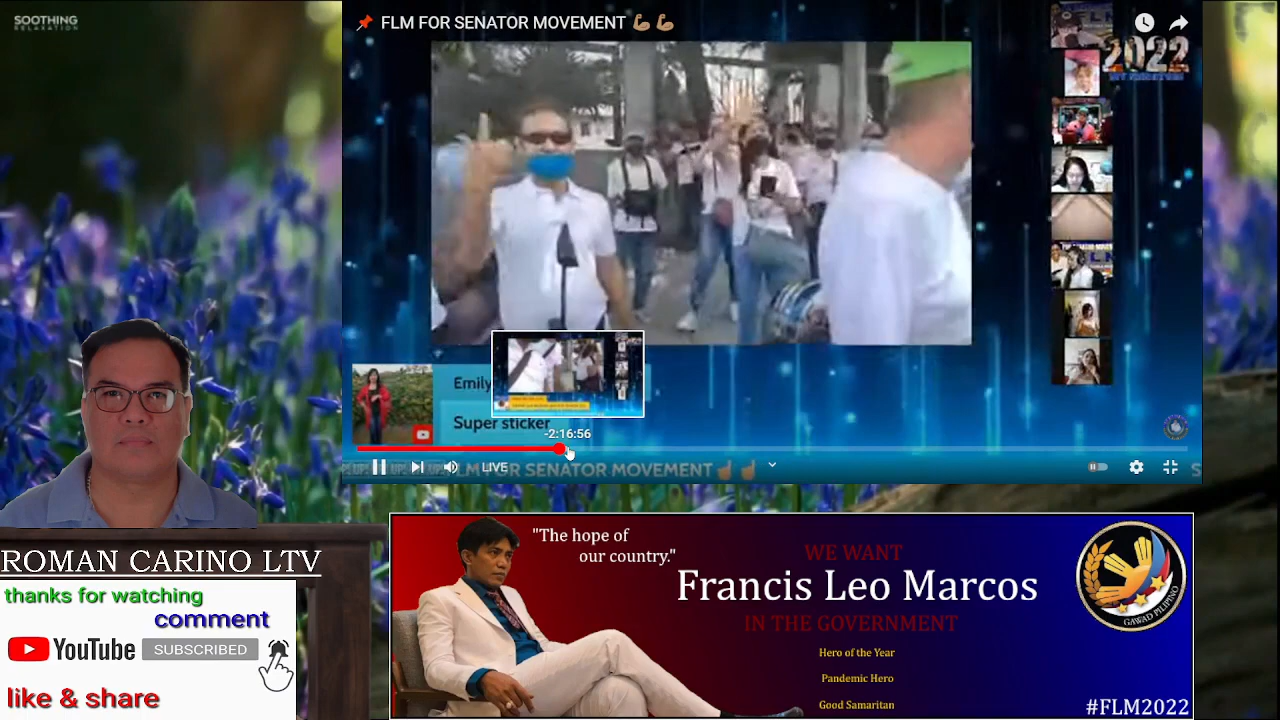 SOOTHING
RELAXATION
FLM FOR SENATOR MOVEMENT
2022
Emily
Super sticker
-2:16:56
LIVE
FLM FOR SENATOR MOVEMENT
ROMAN CARINO LTV
thanks for watching
comment
YouTube
SUBSCRIBED
like & share
"The hope of
our country."
WE WANT
Francis Leo Marcos
IN THE GOVERNMENT
Hero of the Year
Pandemic Hero
Good Samaritan
GAWAD PILIPINO
#FLM2022